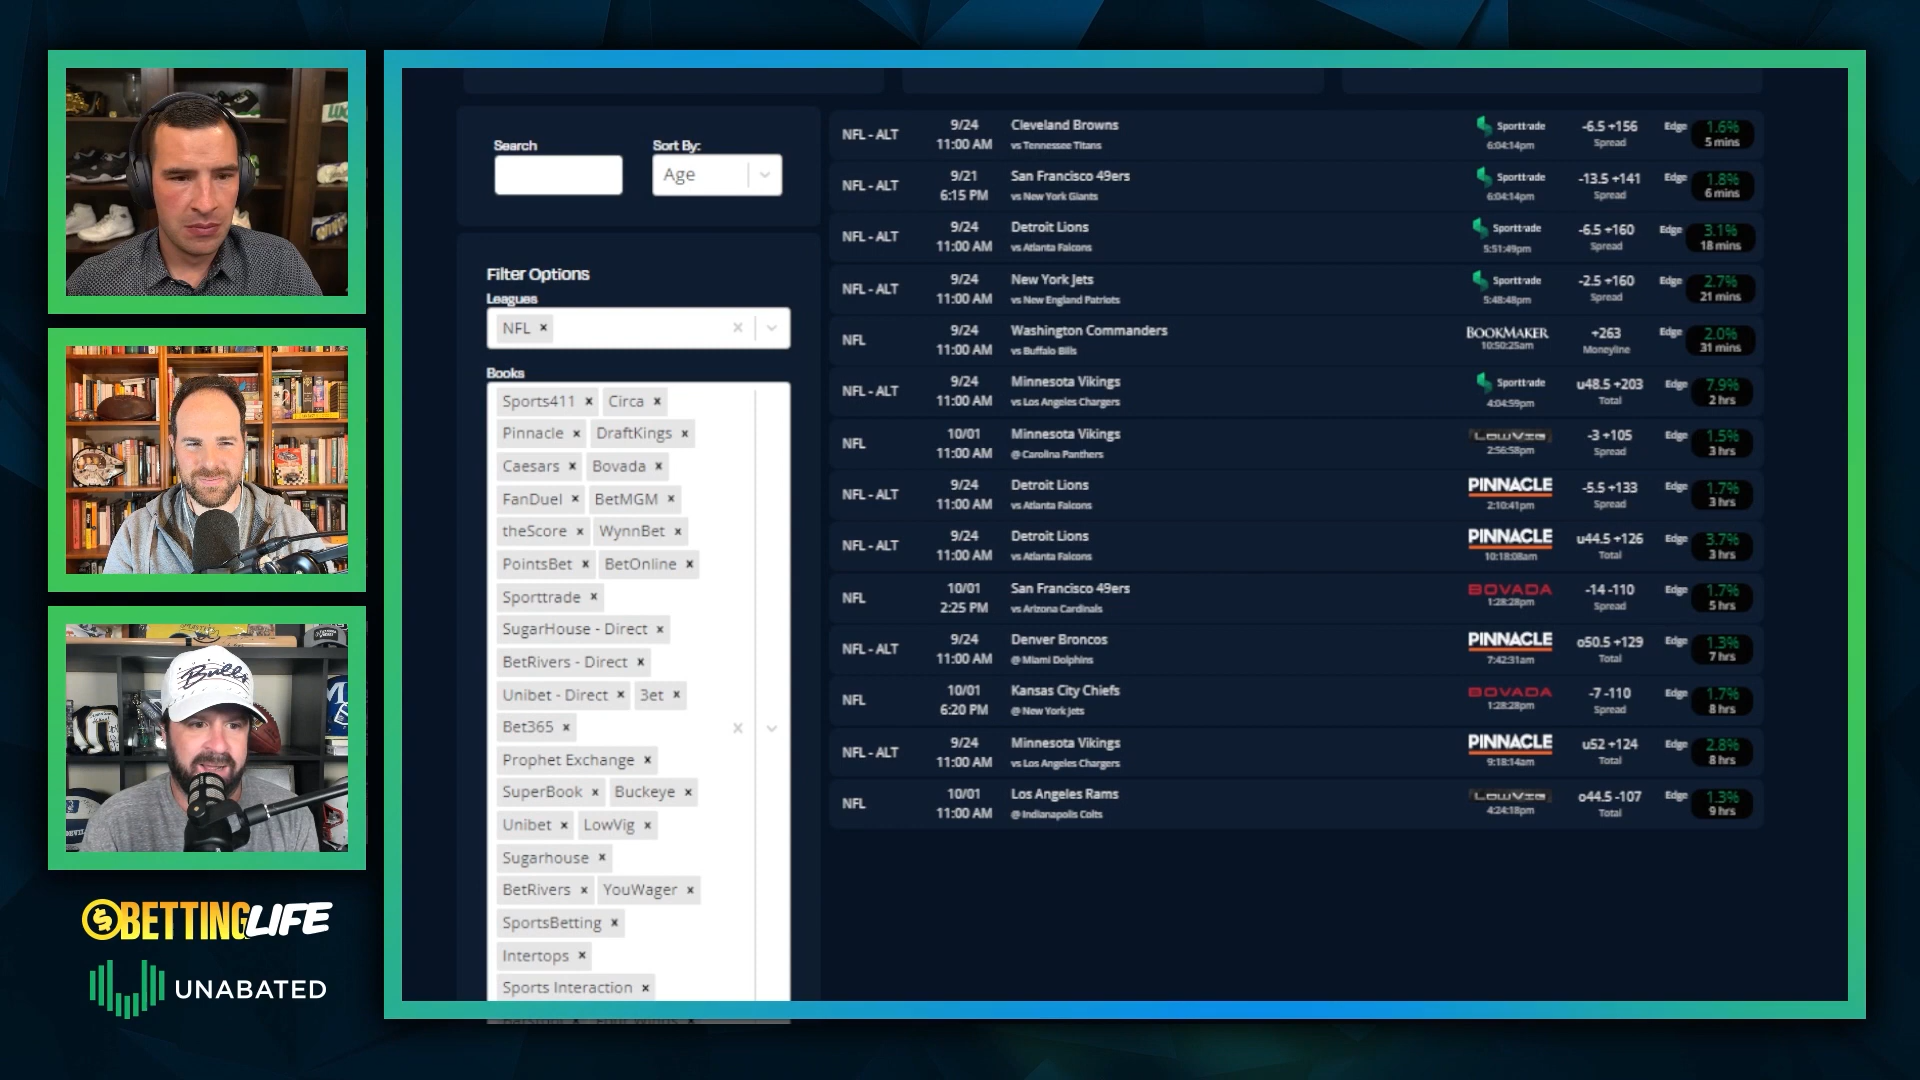 Search
Sort By:
Age
Filter Options
Leagues
NFL ×
Books
Sports411 × Circa ×
Pinnacle × DraftKings ×
Caesars × Bovada ×
FanDuel × BetMGM ×
theScore × WynnBet ×
PointsBet × BetOnline ×
Sporttrade ×
SugarHouse - Direct ×
BetRivers - Direct ×
Unibet - Direct × 3et ×
Bet365 ×
Prophet Exchange ×
SuperBook × Buckeye ×
Unibet × LowVig ×
Sugarhouse ×
BetRivers × YouWager ×
SportsBetting ×
Intertops ×
Sports Interaction ×
NFL - ALT 9/24 Cleveland Browns Sporttrade -6.5 +156 Edge 1.6%
11:00 AM vs Tennessee Titans 6:04:14pm Spread 5 mins
NFL - ALT 9/21 San Francisco 49ers Sporttrade -13.5 +141 Edge 1.8%
6:15 PM vs New York Giants 6:04:14pm Spread 6 mins
NFL - ALT 9/24 Detroit Lions Sporttrade -6.5 +160 Edge 3.1%
11:00 AM vs Atlanta Falcons 5:51:49pm Spread 18 mins
NFL - ALT 9/24 New York Jets Sporttrade -2.5 +160 Edge 2.7%
11:00 AM vs New England Patriots 5:48:48pm Spread 21 mins
NFL 9/24 Washington Commanders BOOKMAKER +263 Edge 2.0%
11:00 AM vs Buffalo Bills 10:50:25am Moneyline 31 mins
NFL - ALT 9/24 Minnesota Vikings Sporttrade u48.5 +203 Edge 7.9%
11:00 AM vs Los Angeles Chargers 4:04:59pm Total 2 hrs
NFL 10/01 Minnesota Vikings LowVig -3 +105 Edge 1.5%
11:00 AM @ Carolina Panthers 2:56:58pm Spread 3 hrs
NFL - ALT 9/24 Detroit Lions PINNACLE -5.5 +133 Edge 1.7%
11:00 AM vs Atlanta Falcons 2:10:41pm Spread 3 hrs
NFL - ALT 9/24 Detroit Lions PINNACLE u44.5 +126 Edge 3.7%
11:00 AM vs Atlanta Falcons 10:18:08am Total 3 hrs
NFL 10/01 San Francisco 49ers BOVADA -14 -110 Edge 1.7%
2:25 PM vs Arizona Cardinals 1:28:28pm Spread 5 hrs
NFL - ALT 9/24 Denver Broncos PINNACLE o50.5 +129 Edge 1.3%
11:00 AM @ Miami Dolphins 7:42:31am Total 7 hrs
NFL 10/01 Kansas City Chiefs BOVADA -7 -110 Edge 1.7%
6:20 PM @ New York Jets 1:28:28pm Spread 8 hrs
NFL - ALT 9/24 Minnesota Vikings PINNACLE u52 +124 Edge 2.8%
11:00 AM vs Los Angeles Chargers 9:18:14am Total 8 hrs
NFL 10/01 Los Angeles Rams LowVig o44.5 -107 Edge 1.3%
11:00 AM @ Indianapolis Colts 4:24:18pm Total 9 hrs
Bulls
BETTINGLIFE
UNABATED